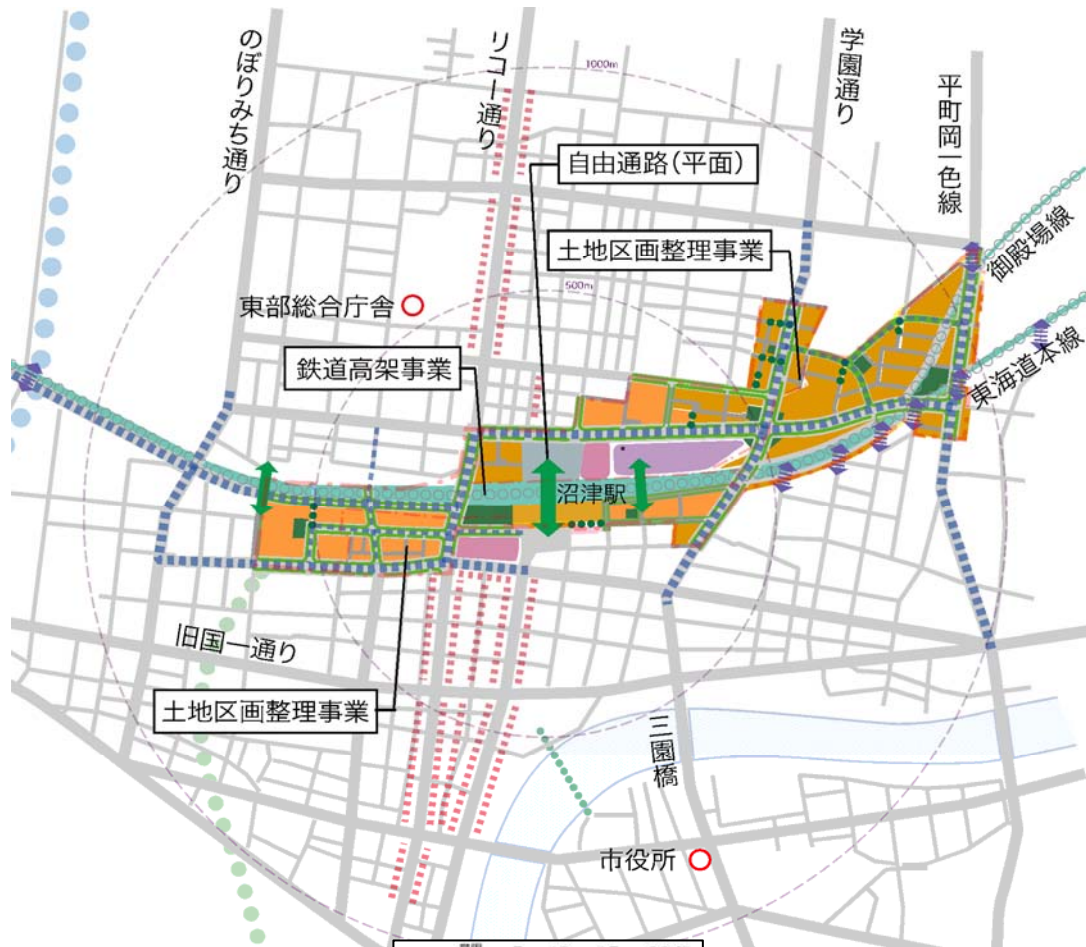 のぼりみち通り
リコー通り
学園通り
平町岡一色線
1000m
自由通路(平面)
土地区画整理事業
御殿場線
東部総合庁舎
500m
東海道本線
鉄道高架事業
沼津駅
旧国一通り
土地区画整理事業
三園橋
市役所